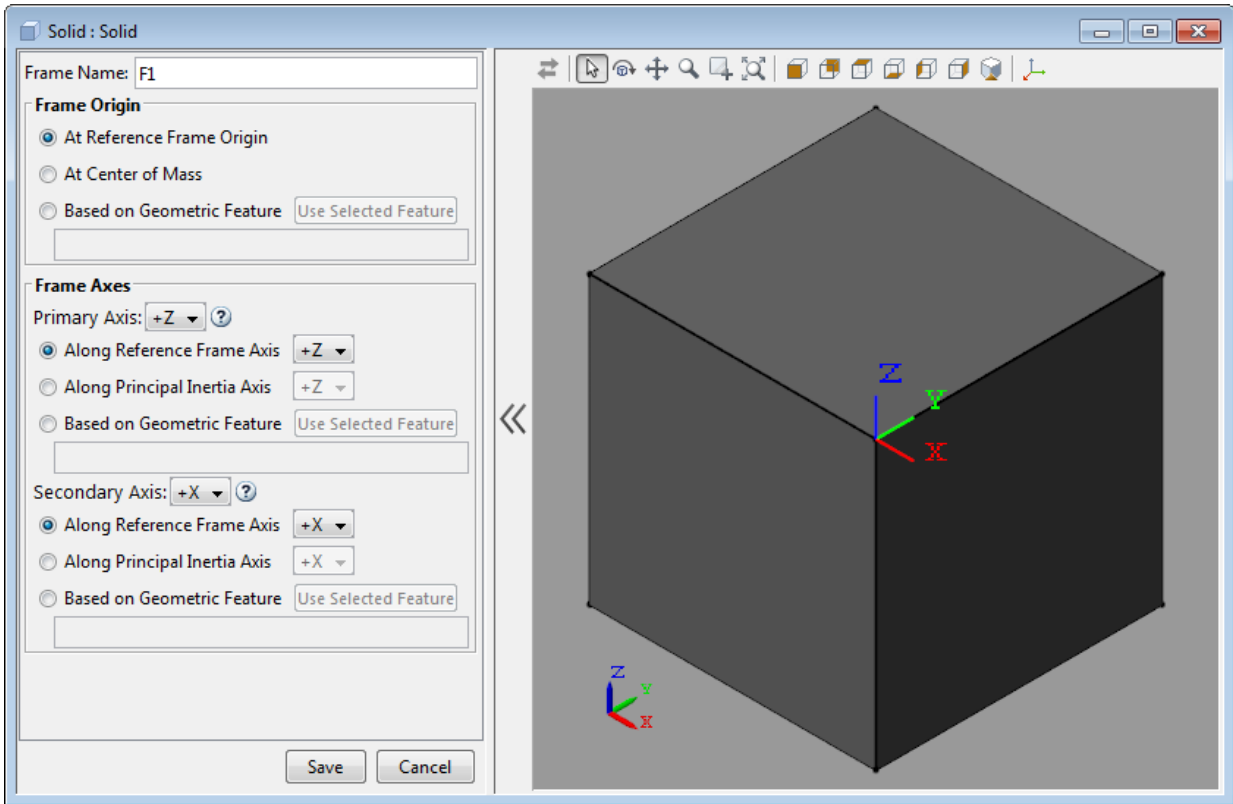 Solid : Solid
Frame Name: F1
Frame Origin
At Reference Frame Origin
At Center of Mass
Based on Geometric Feature Use Selected Feature
Frame Axes
Primary Axis: +Z
Along Reference Frame Axis +Z
Along Principal Inertia Axis +Z
Based on Geometric Feature Use Selected Feature
Secondary Axis: +X
Along Reference Frame Axis +X
Along Principal Inertia Axis +X
Based on Geometric Feature Use Selected Feature
Save Cancel
Z
Y
X
Z
Y
X